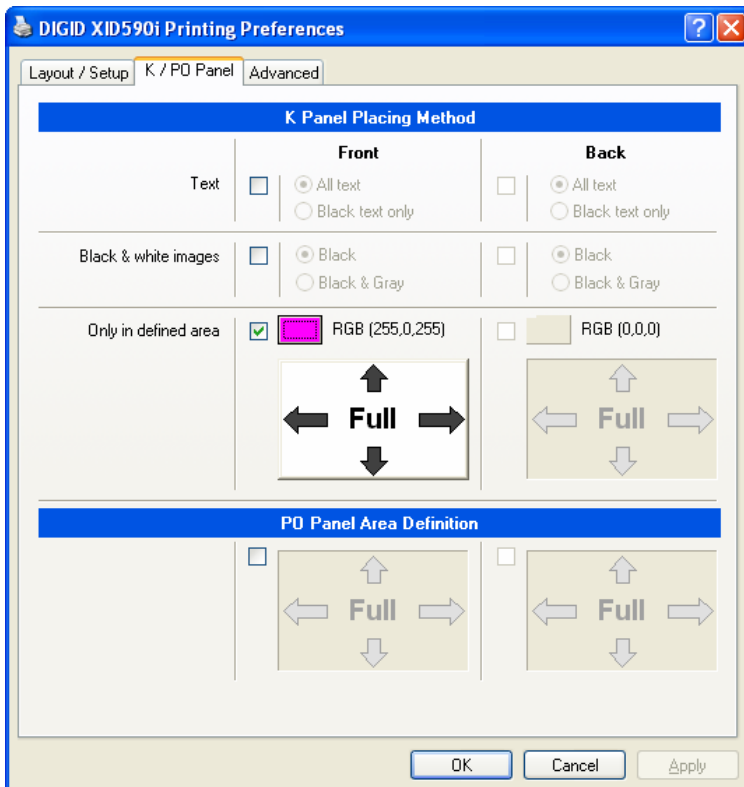 DIGID XID590i Printing Preferences
Layout / Setup K / PO Panel Advanced
K Panel Placing Method
Front Back
Text All text All text
Black text only Black text only
Black & white images Black Black
Black & Gray Black & Gray
Only in defined area RGB (255,0,255) RGB (0,0,0)
Full Full
PO Panel Area Definition
Full Full
OK Cancel Apply